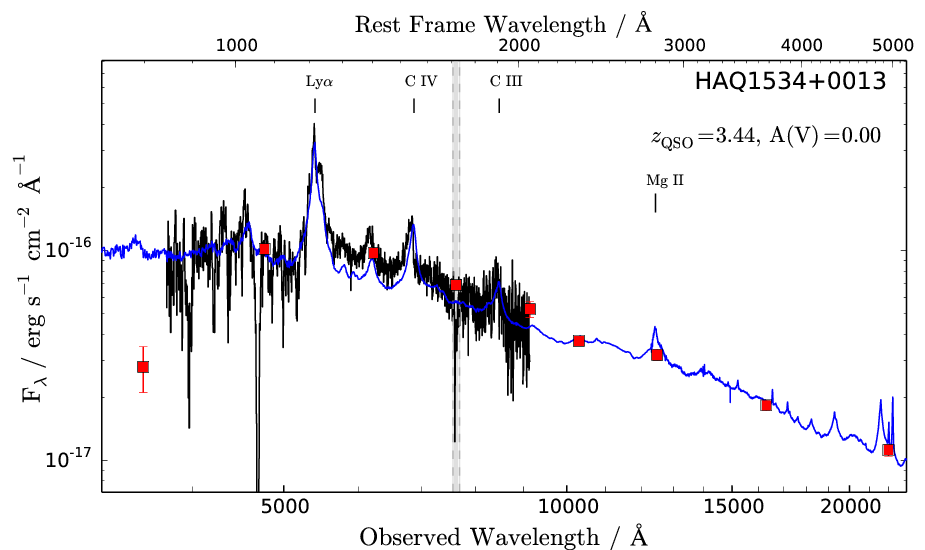 Rest Frame Wavelength / Å
1000 2000 3000 4000 5000
Lyα C IV C III HAQ1534+0013
z_QSO=3.44, A(V)=0.00
Mg II
10^-16
10^-17
F_λ / erg s^-1 cm^-2 Å^-1
5000 10000 15000 20000
Observed Wavelength / Å